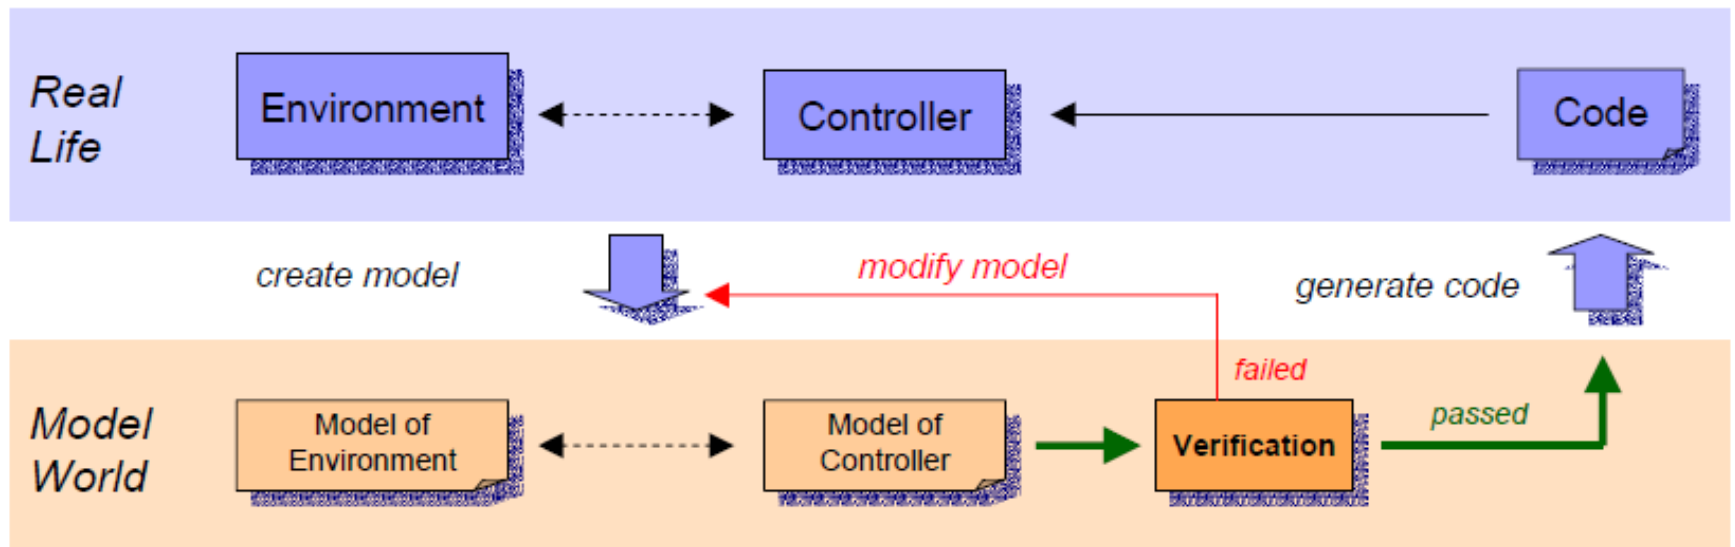 Real
Life
Environment
Controller
Code
create model
modify model
generate code
failed
Model
World
Model of
Environment
Model of
Controller
Verification
passed